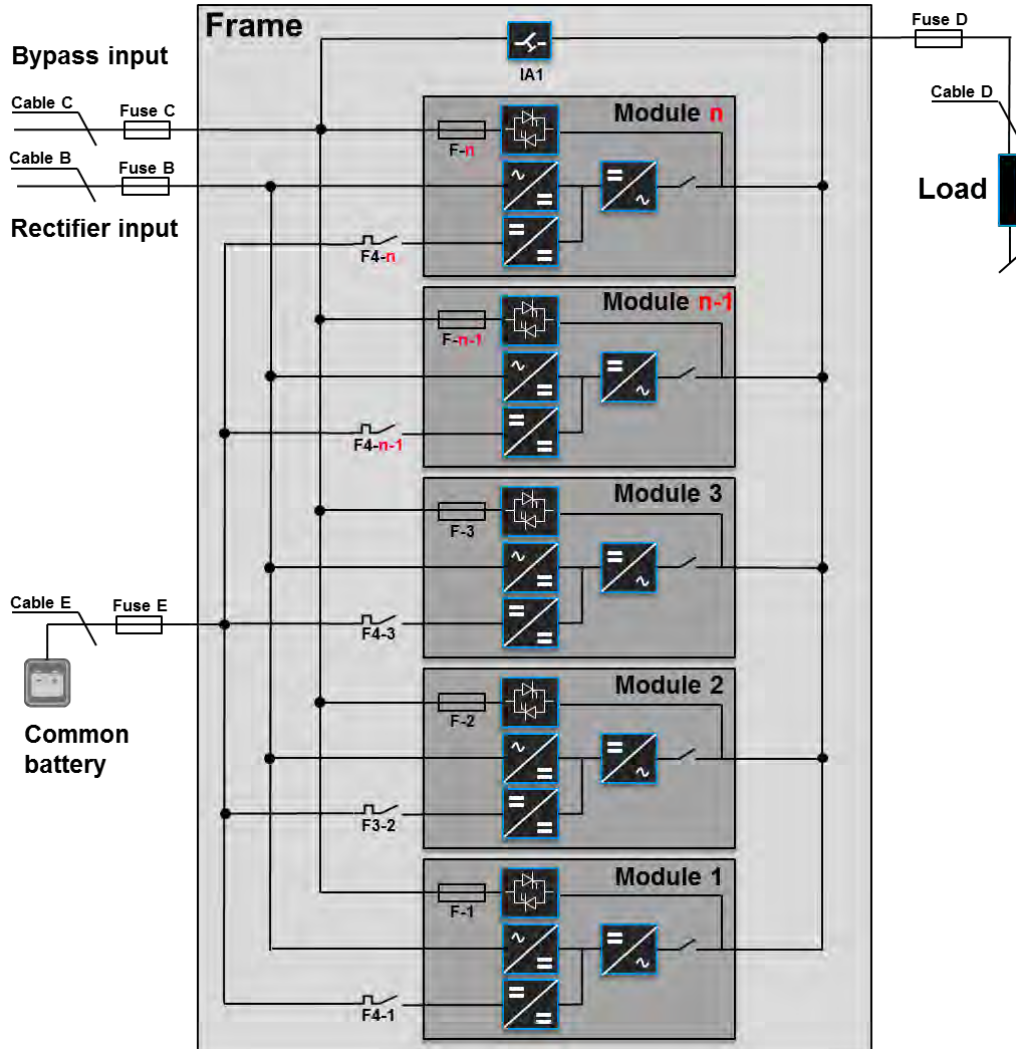 Frame
Fuse D
Bypass input
IA1
Cable C
Fuse C
Cable D
Module n
F-n
Cable B
Fuse B
Load
Rectifier input
F4-n
Module n-1
F-n-1
F4-n-1
Module 3
F-3
Cable E
Fuse E
F4-3
Common
battery
Module 2
F-2
F3-2
Module 1
F-1
F4-1